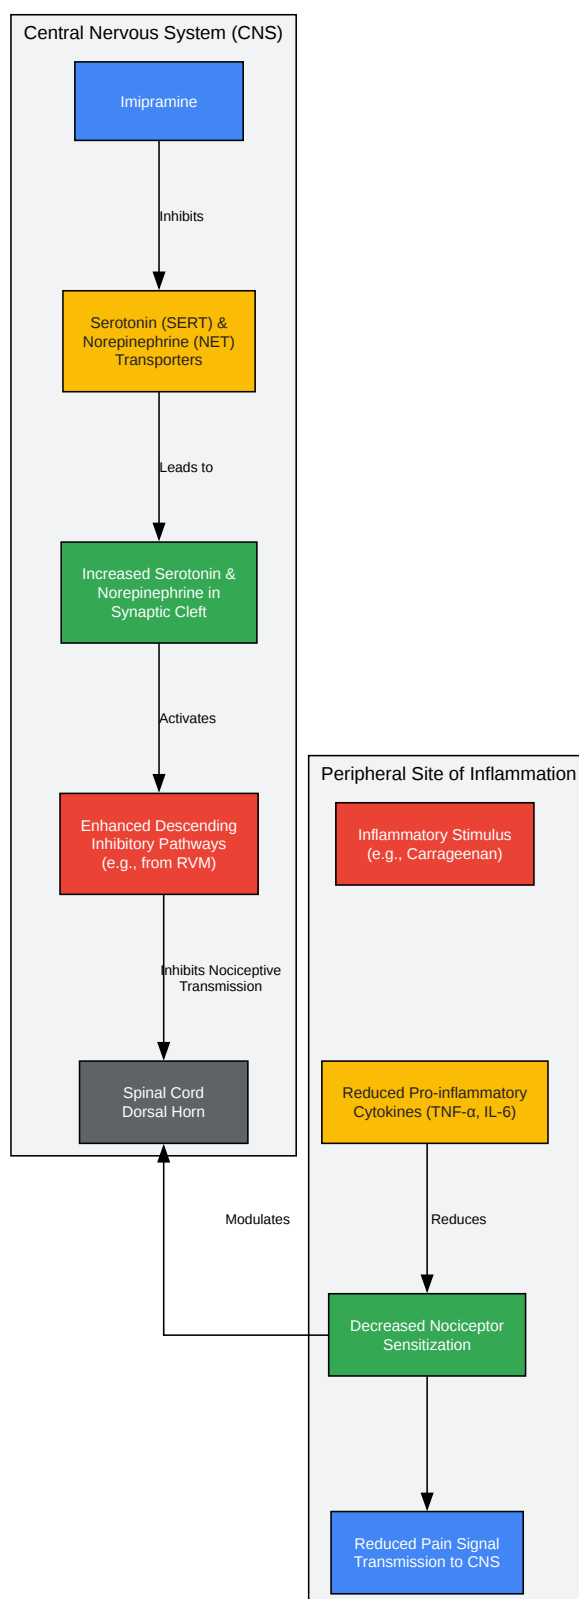 Central Nervous System (CNS)
Imipramine
Inhibits
Serotonin (SERT) &
Norepinephrine (NET)
Transporters
Leads to
Increased Serotonin &
Norepinephrine in
Synaptic Cleft
Activates
Enhanced Descending
Inhibitory Pathways
(e.g., from RVM)
Inhibits Nociceptive
Transmission
Spinal Cord
Dorsal Horn
Peripheral Site of Inflammation
Inflammatory Stimulus
(e.g., Carrageenan)
Reduced Pro-inflammatory
Cytokines (TNF-α, IL-6)
Modulates
Reduces
Decreased Nociceptor
Sensitization
Reduced Pain Signal
Transmission to CNS